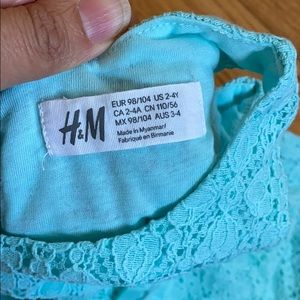 H&M
EUR 98/104 US 2-4Y
CA 2-4A CN 110/56
MX 98/104 AUS 3-4
Made in Myanmar/
Fabriqué en Birmanie